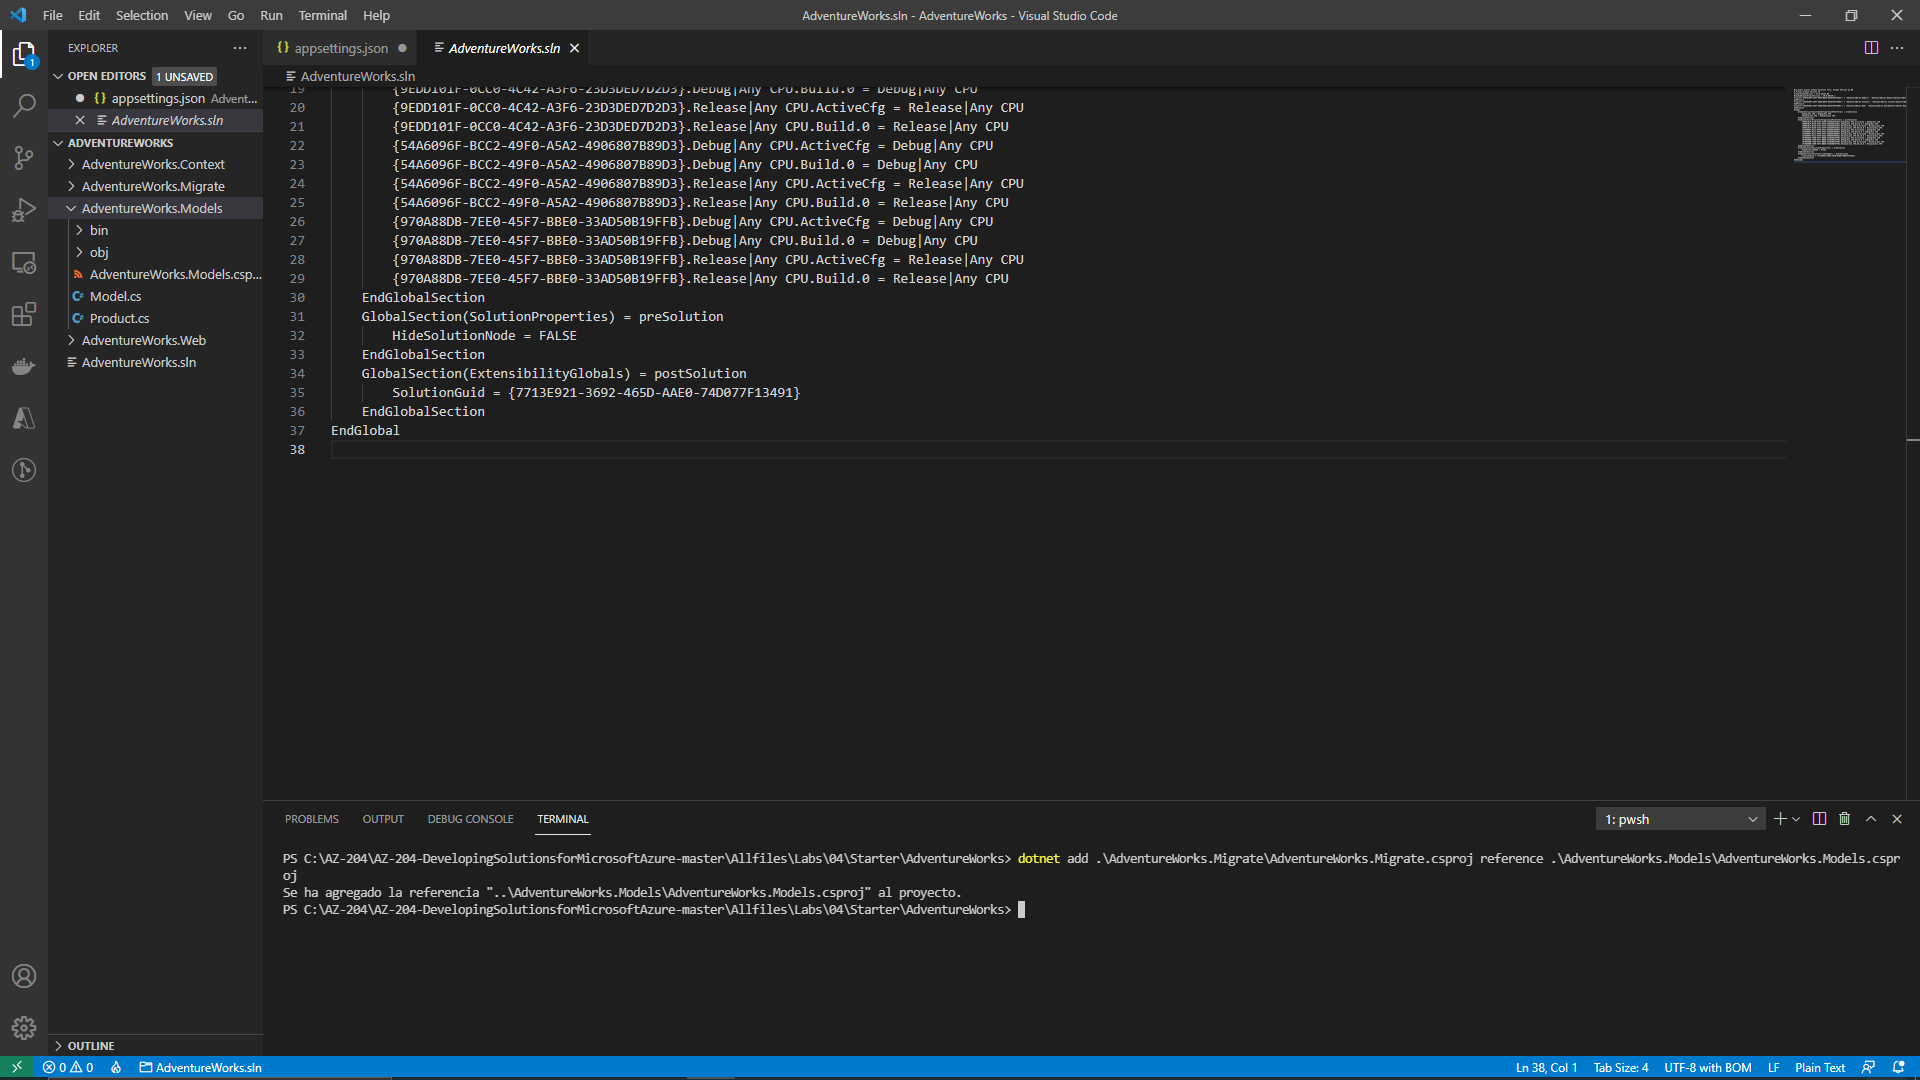 File Edit Selection View Go Run Terminal Help
AdventureWorks.sln - AdventureWorks - Visual Studio Code
1
EXPLORER
OPEN EDITORS 1 UNSAVED
{} appsettings.json Advent...
AdventureWorks.sln
ADVENTUREWORKS
AdventureWorks.Context
AdventureWorks.Migrate
AdventureWorks.Models
bin
obj
AdventureWorks.Models.csp...
Model.cs
Product.cs
AdventureWorks.Web
AdventureWorks.sln
OUTLINE
{} appsettings.json
AdventureWorks.sln
AdventureWorks.sln
19 {9EDD101F-0CC0-4C42-A3F6-23D3DED7D2D3}.Debug|Any CPU.Build.0 = Debug|Any CPU
20 {9EDD101F-0CC0-4C42-A3F6-23D3DED7D2D3}.Release|Any CPU.ActiveCfg = Release|Any CPU
21 {9EDD101F-0CC0-4C42-A3F6-23D3DED7D2D3}.Release|Any CPU.Build.0 = Release|Any CPU
22 {54A6096F-BCC2-49F0-A5A2-4906807B89D3}.Debug|Any CPU.ActiveCfg = Debug|Any CPU
23 {54A6096F-BCC2-49F0-A5A2-4906807B89D3}.Debug|Any CPU.Build.0 = Debug|Any CPU
24 {54A6096F-BCC2-49F0-A5A2-4906807B89D3}.Release|Any CPU.ActiveCfg = Release|Any CPU
25 {54A6096F-BCC2-49F0-A5A2-4906807B89D3}.Release|Any CPU.Build.0 = Release|Any CPU
26 {970A88DB-7EE0-45F7-BBE0-33AD50B19FFB}.Debug|Any CPU.ActiveCfg = Debug|Any CPU
27 {970A88DB-7EE0-45F7-BBE0-33AD50B19FFB}.Debug|Any CPU.Build.0 = Debug|Any CPU
28 {970A88DB-7EE0-45F7-BBE0-33AD50B19FFB}.Release|Any CPU.ActiveCfg = Release|Any CPU
29 {970A88DB-7EE0-45F7-BBE0-33AD50B19FFB}.Release|Any CPU.Build.0 = Release|Any CPU
30 EndGlobalSection
31 GlobalSection(SolutionProperties) = preSolution
32 HideSolutionNode = FALSE
33 EndGlobalSection
34 GlobalSection(ExtensibilityGlobals) = postSolution
35 SolutionGuid = {7713E921-3692-465D-AAE0-74D077F13491}
36 EndGlobalSection
37 EndGlobal
38
PROBLEMS OUTPUT DEBUG CONSOLE TERMINAL
1: pwsh
PS C:\AZ-204\AZ-204-DevelopingSolutionsforMicrosoftAzure-master\Allfiles\Labs\04\Starter\AdventureWorks> dotnet add .\AdventureWorks.Migrate\AdventureWorks.Migrate.csproj reference .\AdventureWorks.Models\AdventureWorks.Models.cspr
oj
Se ha agregado la referencia "..\AdventureWorks.Models\AdventureWorks.Models.csproj" al proyecto.
PS C:\AZ-204\AZ-204-DevelopingSolutionsforMicrosoftAzure-master\Allfiles\Labs\04\Starter\AdventureWorks>
0 0 AdventureWorks.sln
Ln 38, Col 1 Tab Size: 4 UTF-8 with BOM LF Plain Text